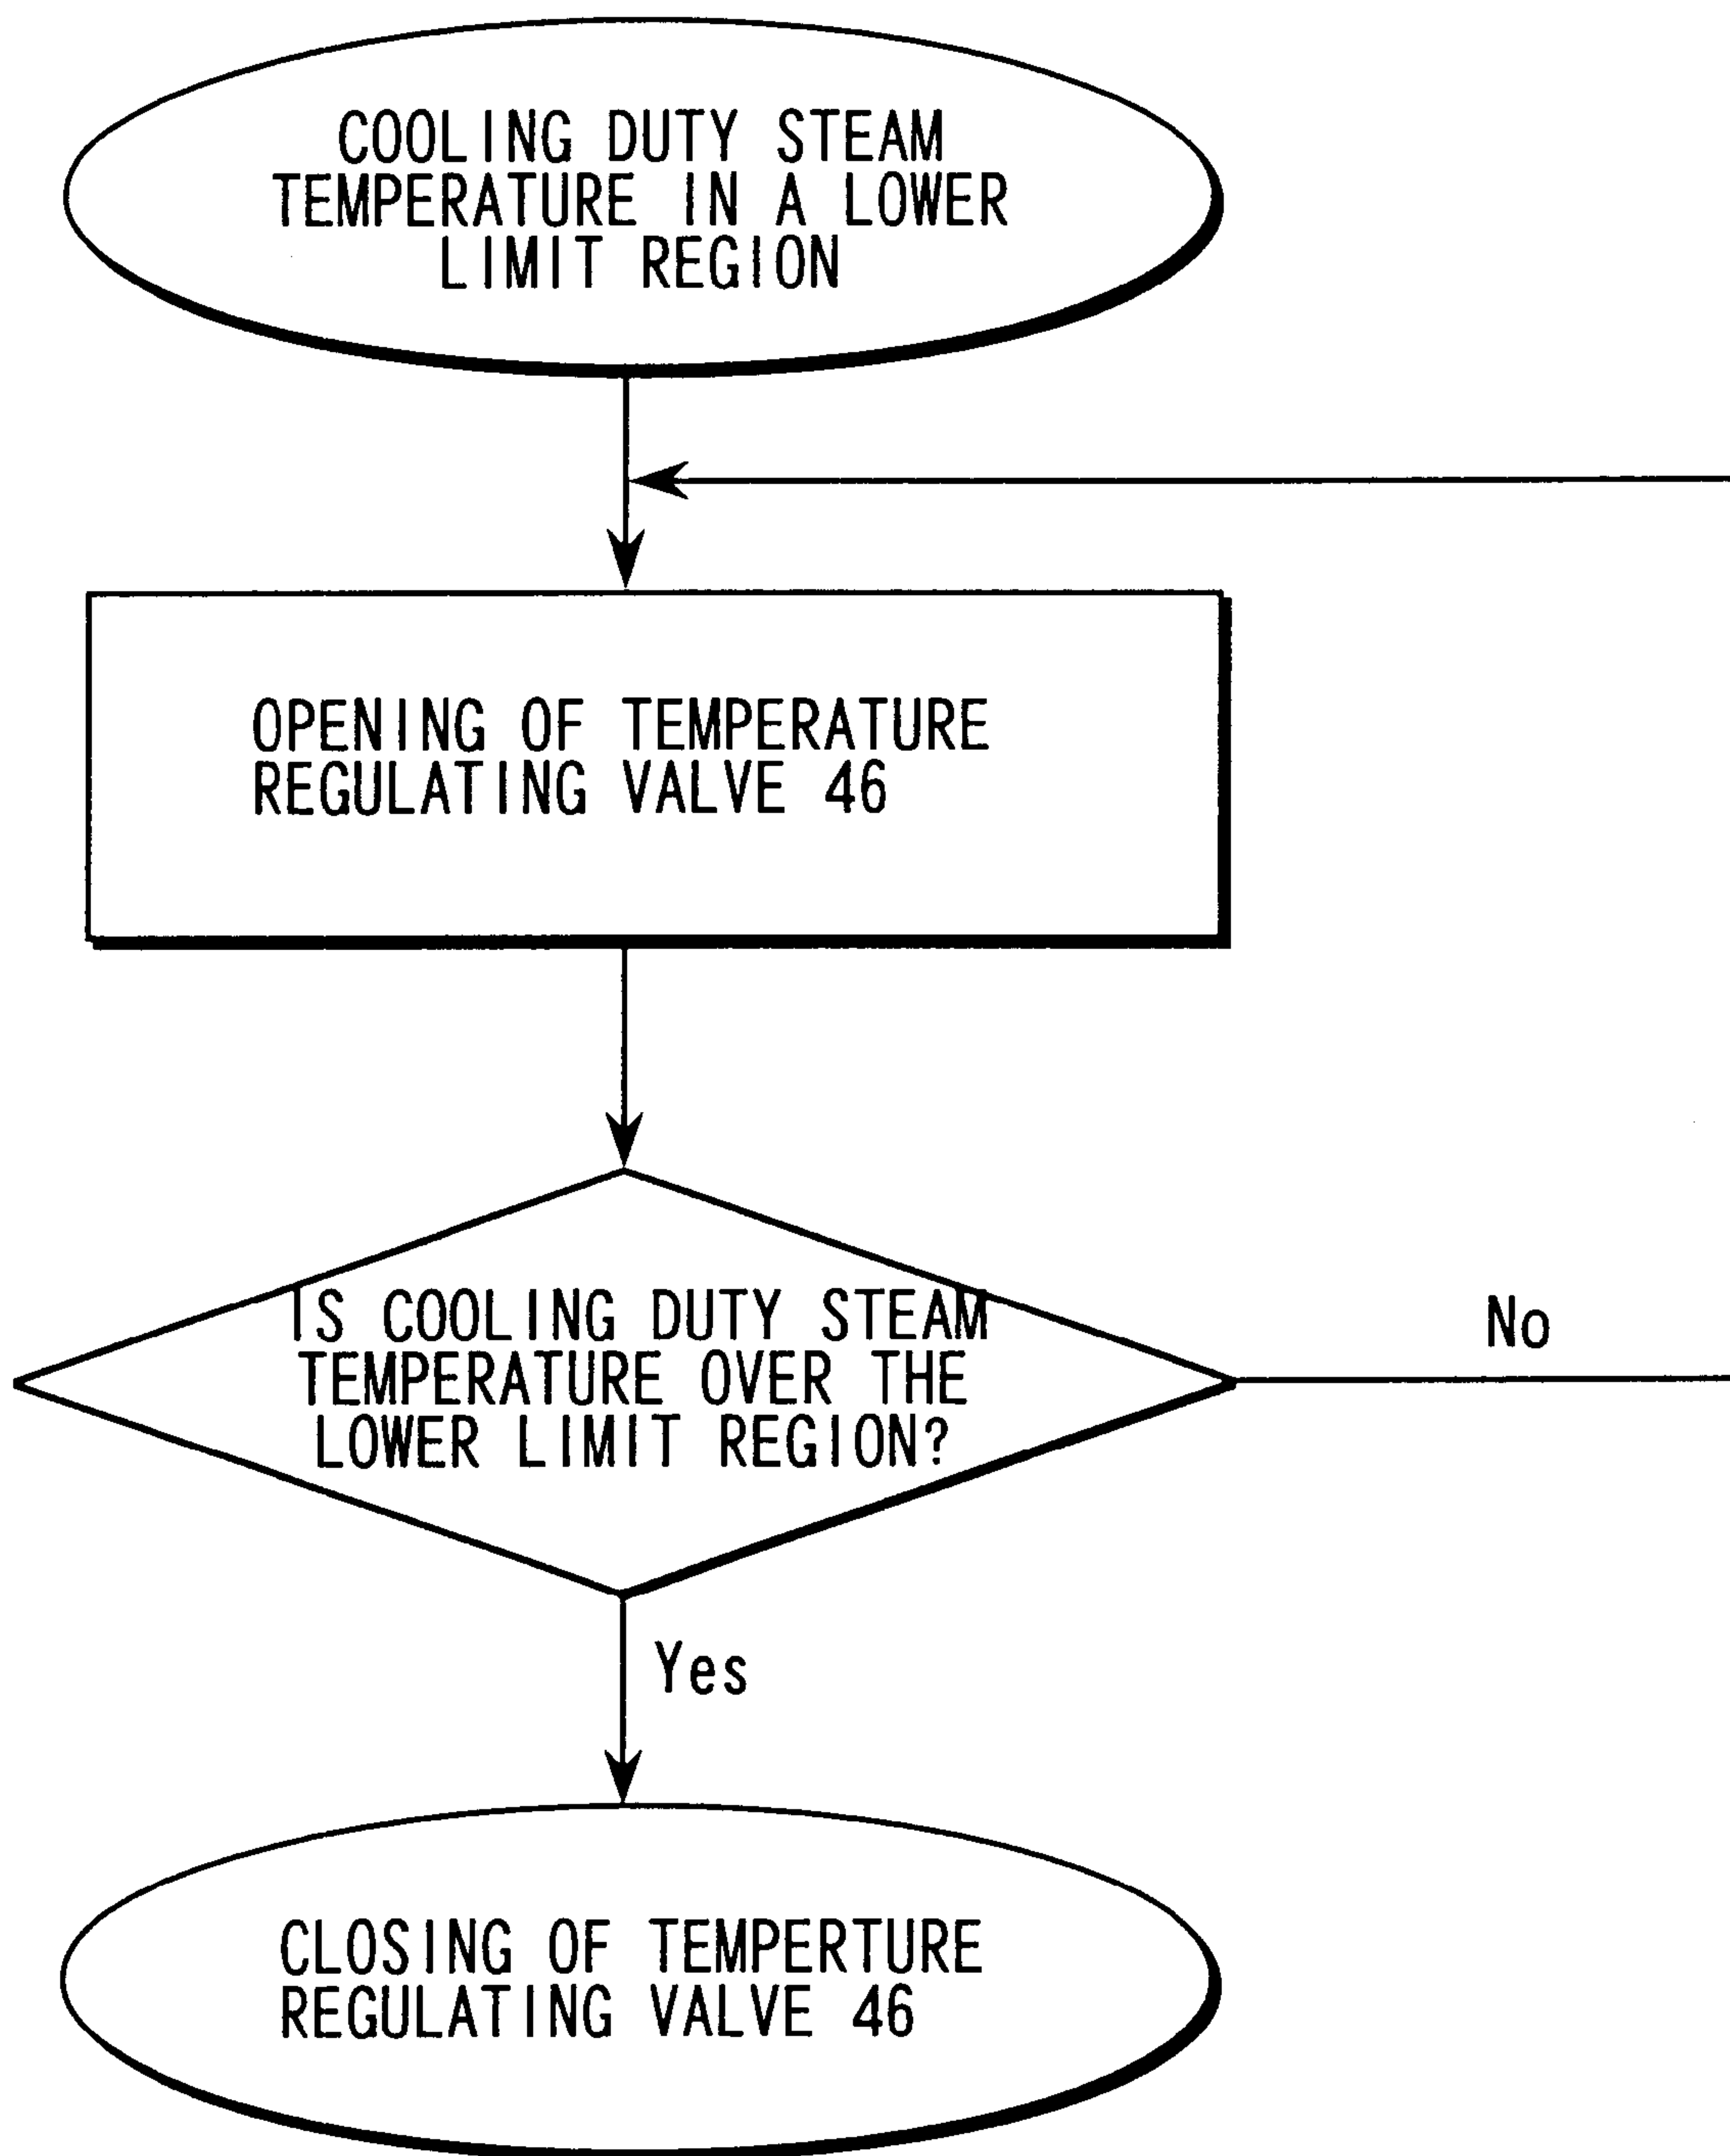 COOLING DUTY STEAM
TEMPERATURE IN A LOWER
LIMIT REGION
OPENING OF TEMPERATURE
REGULATING VALVE 46
IS COOLING DUTY STEAM
TEMPERATURE OVER THE
LOWER LIMIT REGION?
No
Yes
CLOSING OF TEMPERTURE
REGULATING VALVE 46